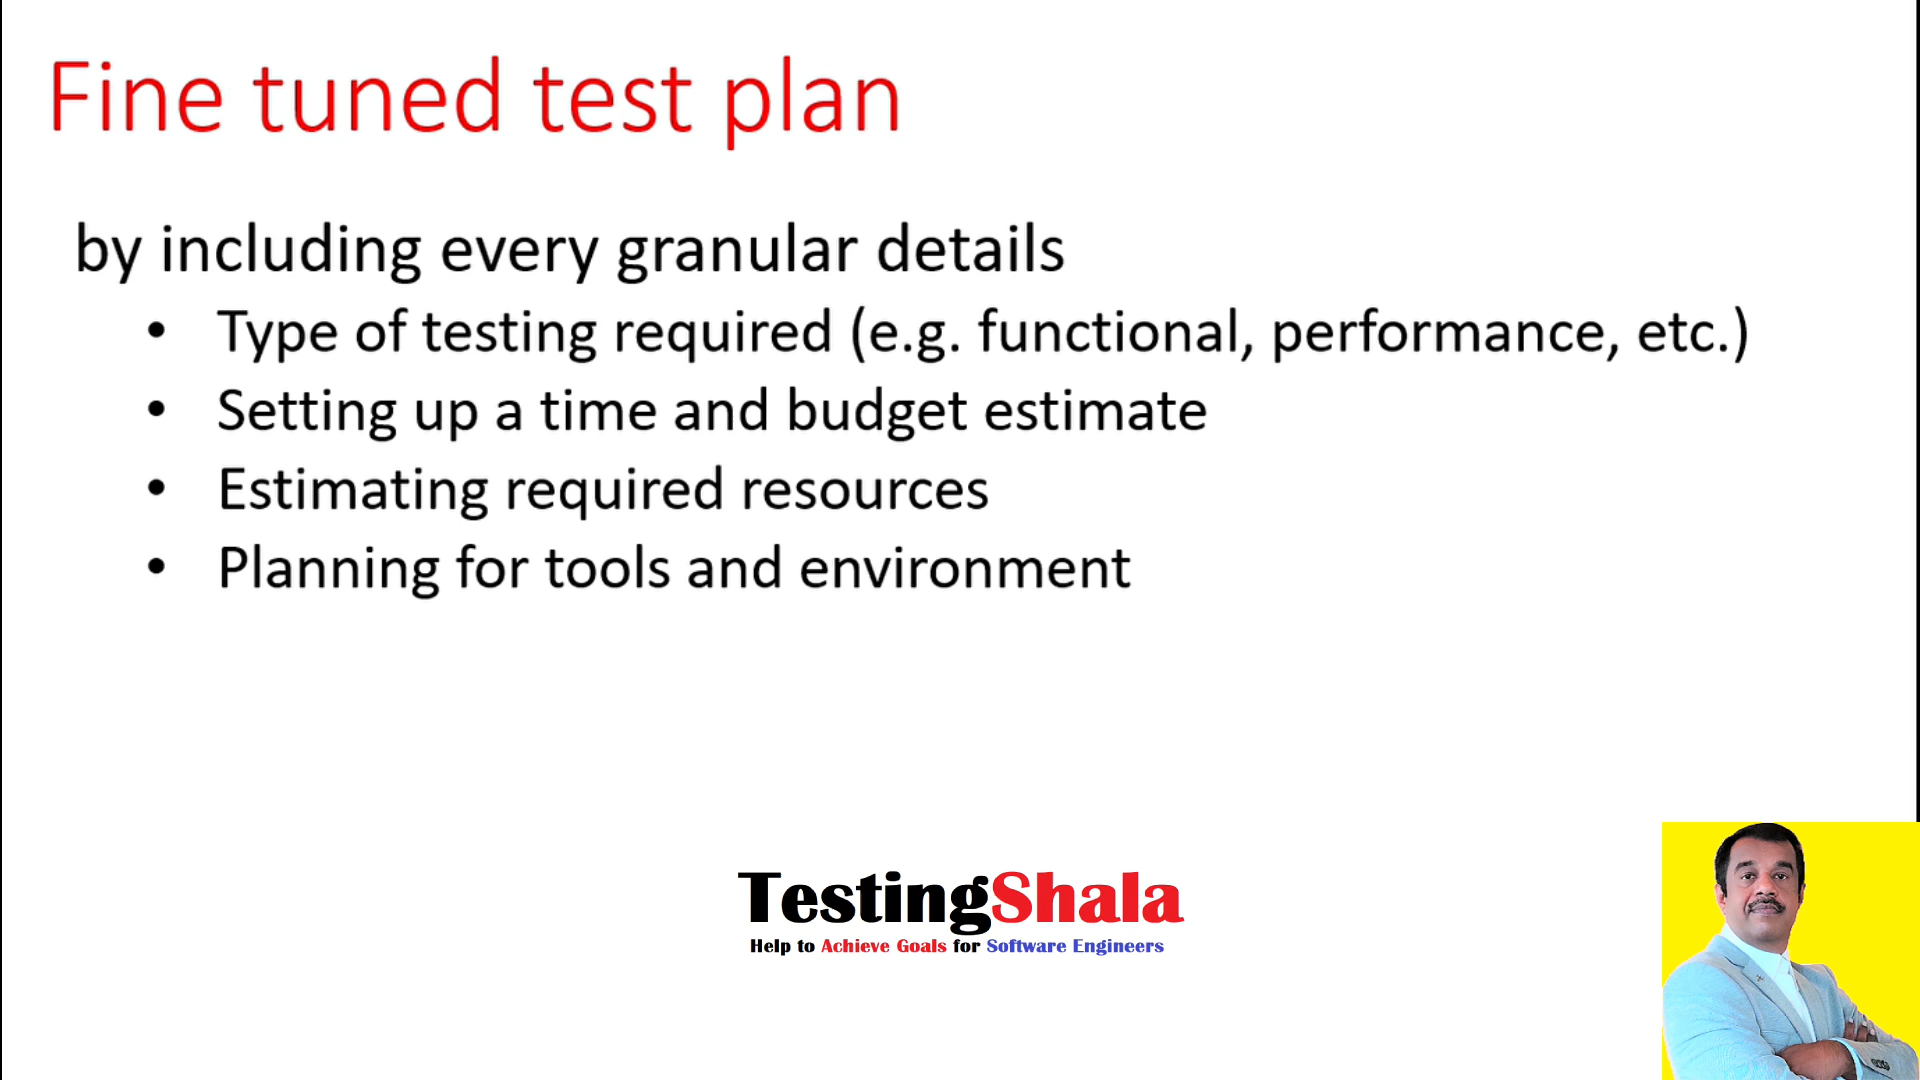 Fine tuned test plan
by including every granular details
• Type of testing required (e.g. functional, performance, etc.)
• Setting up a time and budget estimate
• Estimating required resources
• Planning for tools and environment
TestingShala
Help to Achieve Goals for Software Engineers